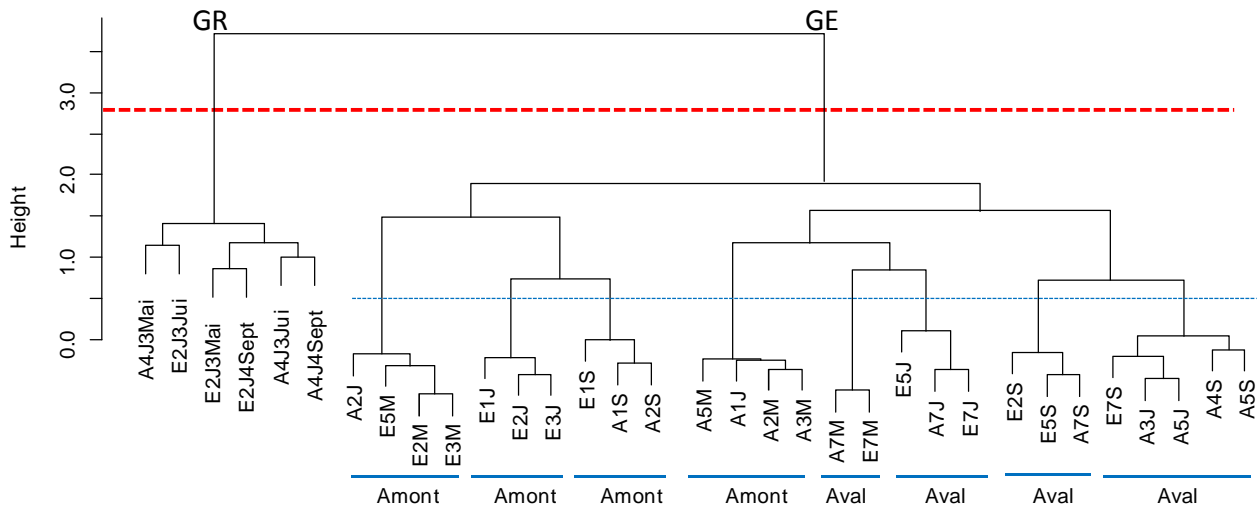 GR GE
Height
3.0
2.0
1.0
0.0
A4J3Mai
E2J3Jui
E2J3Mai
E2J4Sept
A4J3Jui
A4J4Sept
A2J
E5M
E2M
E3M
E1J
E2J
E3J
E1S
A1S
A2S
A5M
A1J
A2M
A3M
A7M
E7M
E5J
A7J
E7J
E2S
E5S
A7S
E7S
A3J
A5J
A4S
A5S
Amont Amont Amont Amont Aval Aval Aval Aval